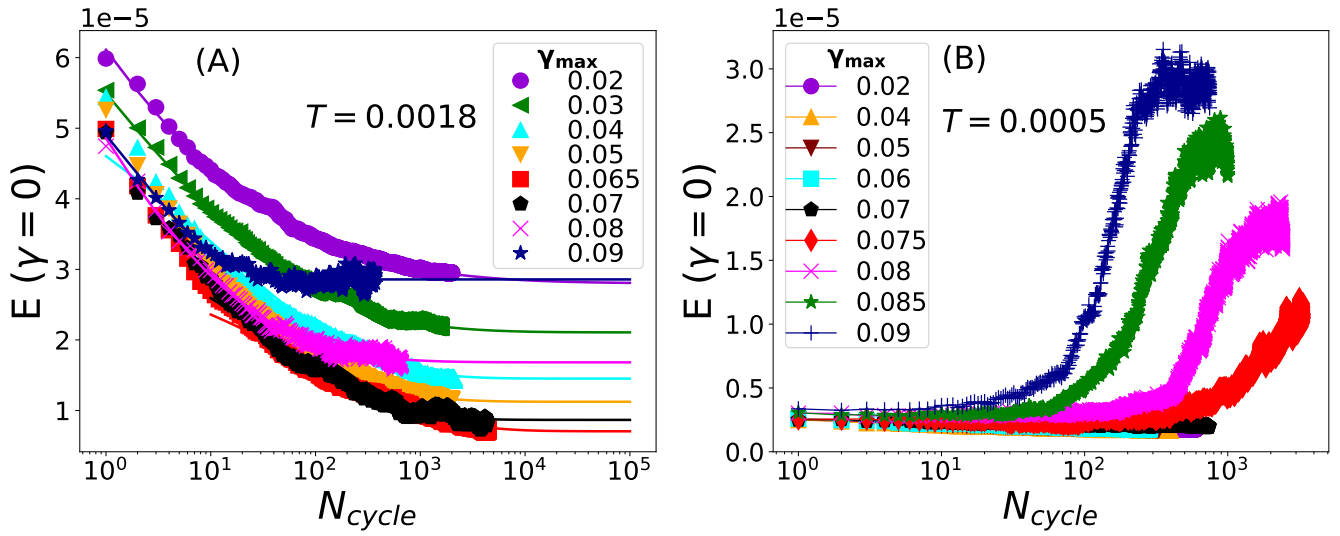 1e−5
(A)
T = 0.0018
γmax
0.02
0.03
0.04
0.05
0.065
0.07
0.08
0.09
E (γ = 0)
6
5
4
3
2
1
10^0 10^1 10^2 10^3 10^4 10^5
N_cycle
1e−5
(B)
T = 0.0005
γmax
0.02
0.04
0.05
0.06
0.07
0.075
0.08
0.085
0.09
E (γ = 0)
3.0
2.5
2.0
1.5
1.0
0.5
0.0
10^0 10^1 10^2 10^3
N_cycle